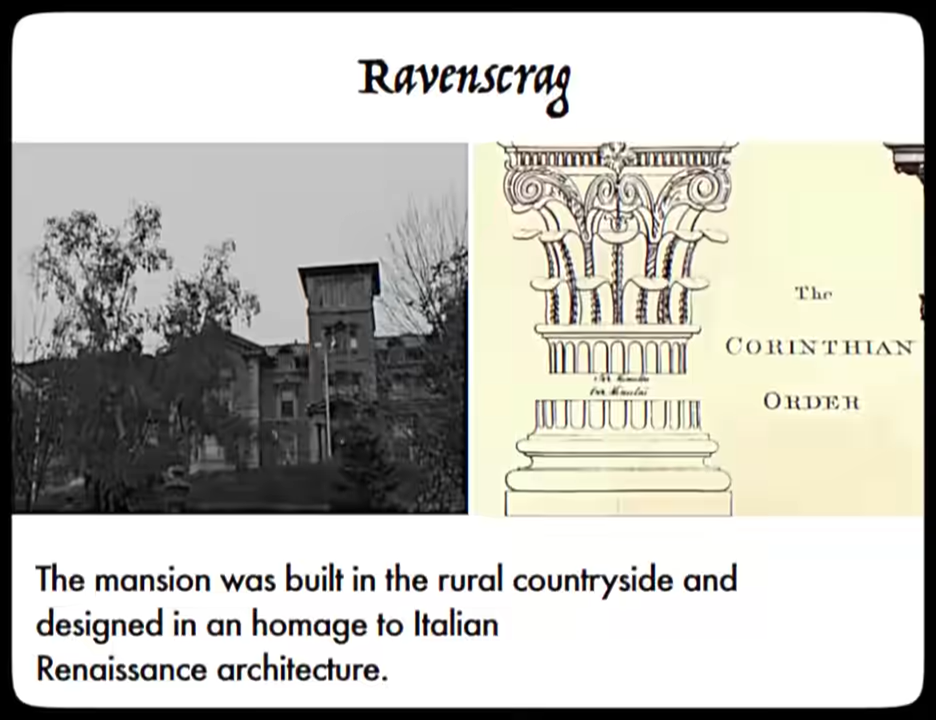 Ravenscrag
The
CORINTHIAN
ORDER
The mansion was built in the rural countryside and
designed in an homage to Italian
Renaissance architecture.